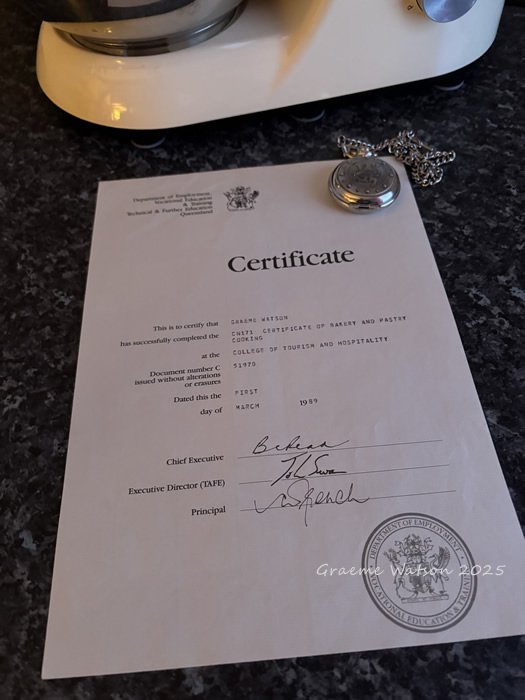 Department of Employment,
Vocational Education
& Training
Technical & Further Education
Queensland
Certificate
This is to certify that GRAEME WATSON
has successfully completed the CN171 CERTIFICATE OF BAKERY AND PASTRY
COOKING
at the COLLEGE OF TOURISM AND HOSPITALITY
Document number C 51970
issued without alterations
or erasures
Dated this the FIRST
day of MARCH 1989
Chief Executive
Executive Director (TAFE)
Principal
DEPARTMENT OF EMPLOYMENT
VOCATIONAL EDUCATION & TRAINING
Graeme Watson 2025